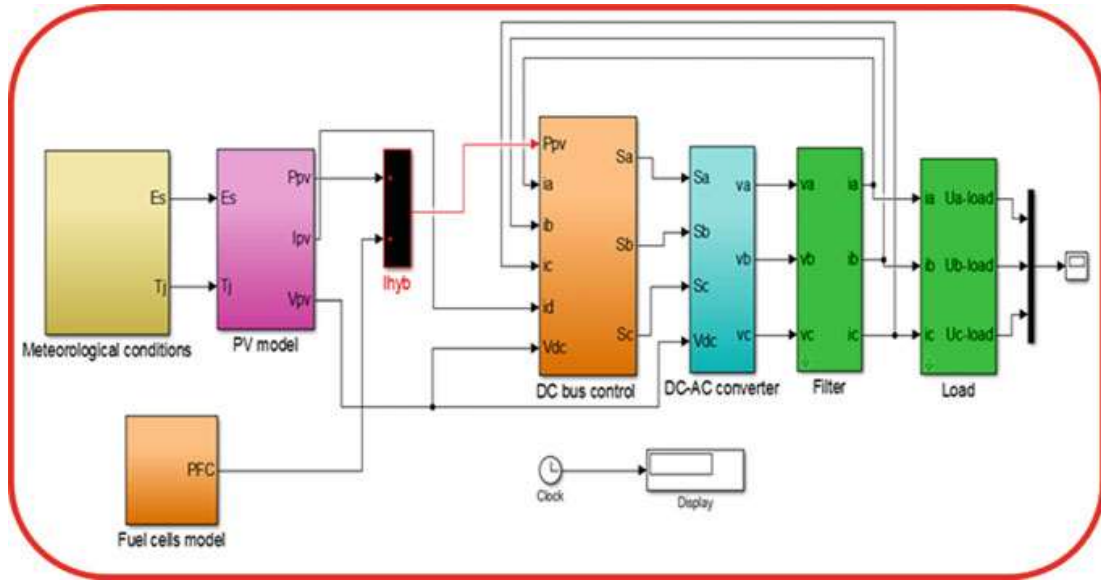 Es
Tj
Meteorological conditions
Es
Tj
Ppv
Ipv
Vpv
PV model
PFC
Fuel cells model
Ihyb
Ppv
ia
ib
ic
id
Vdc
Sa
Sb
Sc
DC bus control
Sa
Sb
Sc
Vdc
va
vb
vc
DC-AC converter
va
vb
vc
ia
ib
ic
Filter
ia
ib
ic
Ua-load
Ub-load
Uc-load
Load
Clock
Display